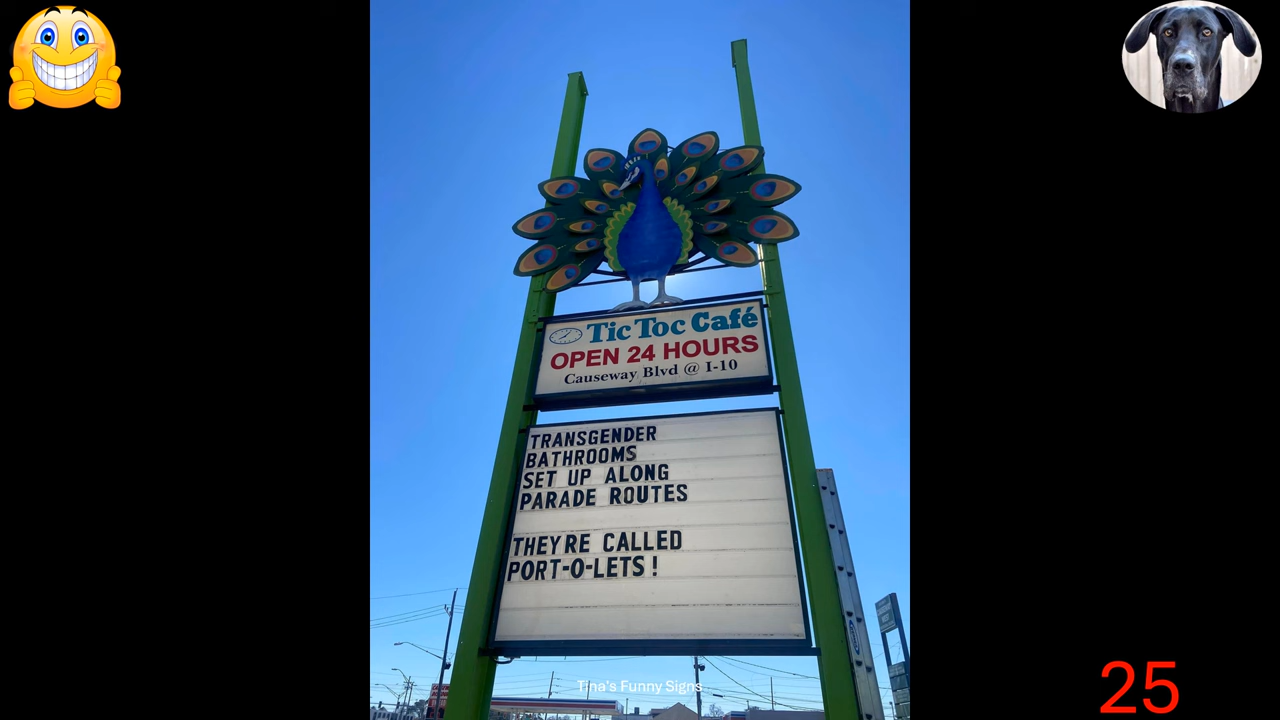 Tic Toc Café
OPEN 24 HOURS
Causeway Blvd @ I-10
TRANSGENDER
BATHROOMS
SET UP ALONG
PARADE ROUTES
THEYRE CALLED
PORT-O-LETS!
Tina's Funny Signs
25